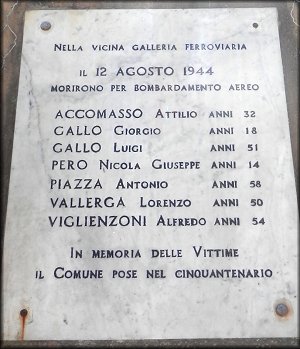 Nella vicina Galleria Ferroviaria
il 12 AGOSTO 1944
morirono per bombardamento aereo
ACCOMASSO Attilio anni 32
GALLO Giorgio anni 18
GALLO Luigi anni 51
PERO Nicola Giuseppe anni 14
PIAZZA Antonio anni 58
VALLERGA Lorenzo anni 50
VIGLIENZONI Alfredo anni 54
In memoria delle Vittime
il Comune pose nel cinquantenario